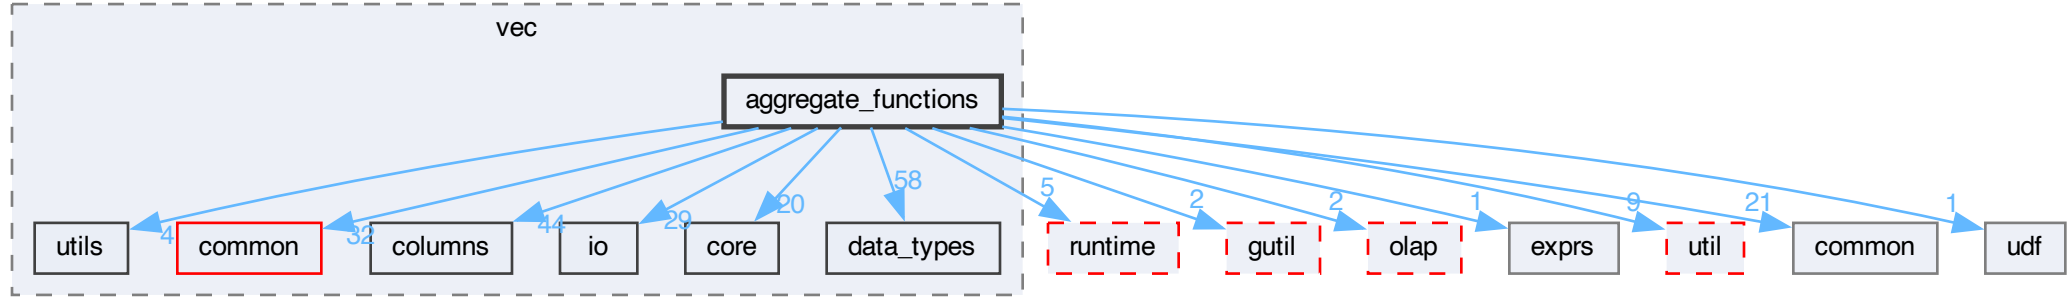 vec
aggregate_functions
58
5
2
2
1
9
21
1
4
32
44
29
20
utils
common
columns
io
core
data_types
runtime
gutil
olap
exprs
util
common
udf